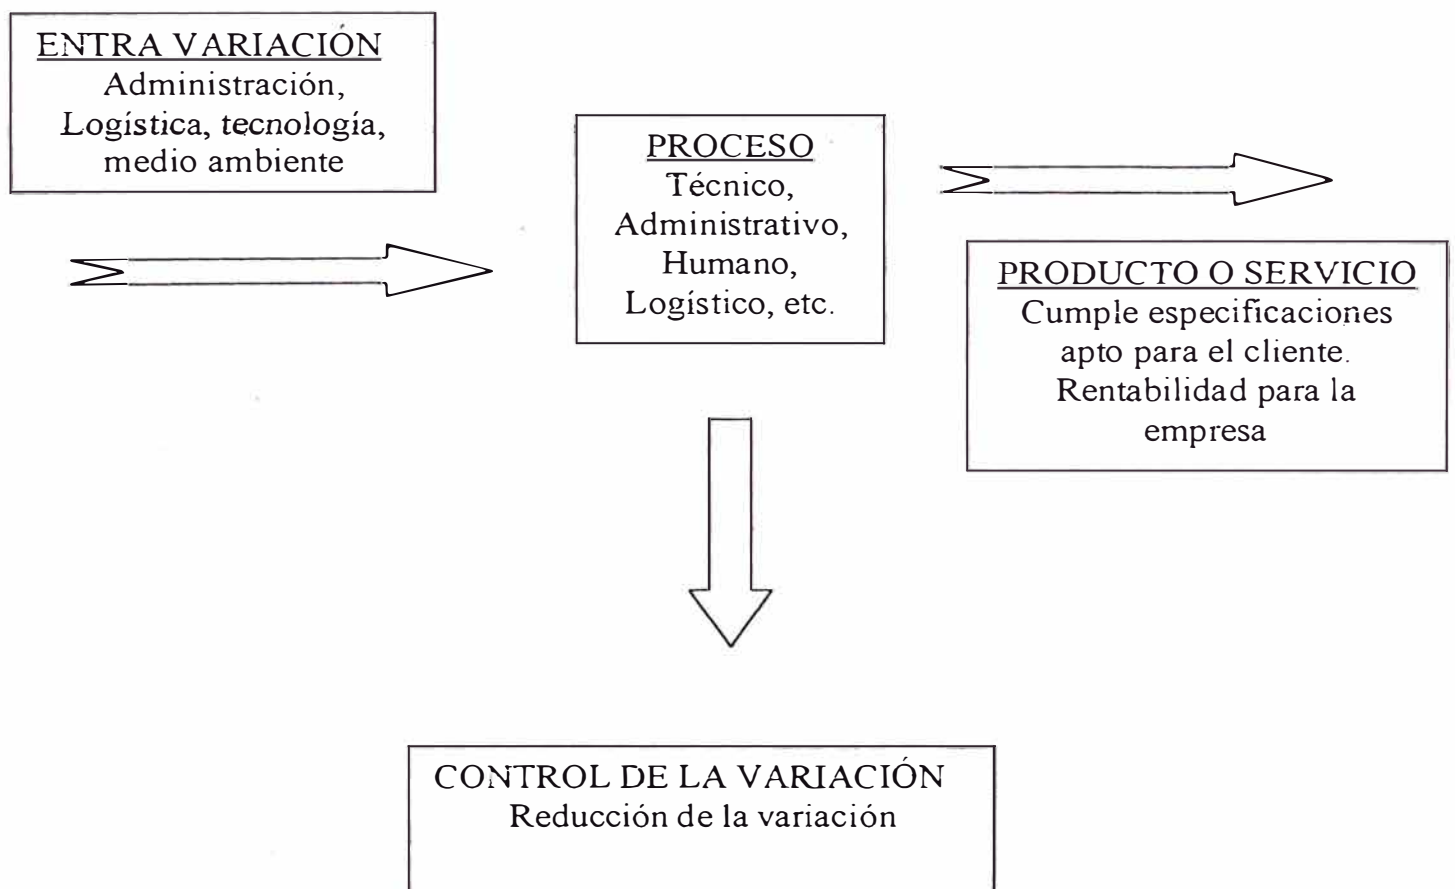 ENTRA VARIACIÓN
Administración,
Logística, tecnología,
medio ambiente
PROCESO
Técnico,
Administrativo,
Humano,
Logístico, etc.
PRODUCTO O SERVICIO
Cumple especificaciones
apto para el cliente.
Rentabilidad para la
empresa
CONTROL DE LA VARIACIÓN
Reducción de la variación